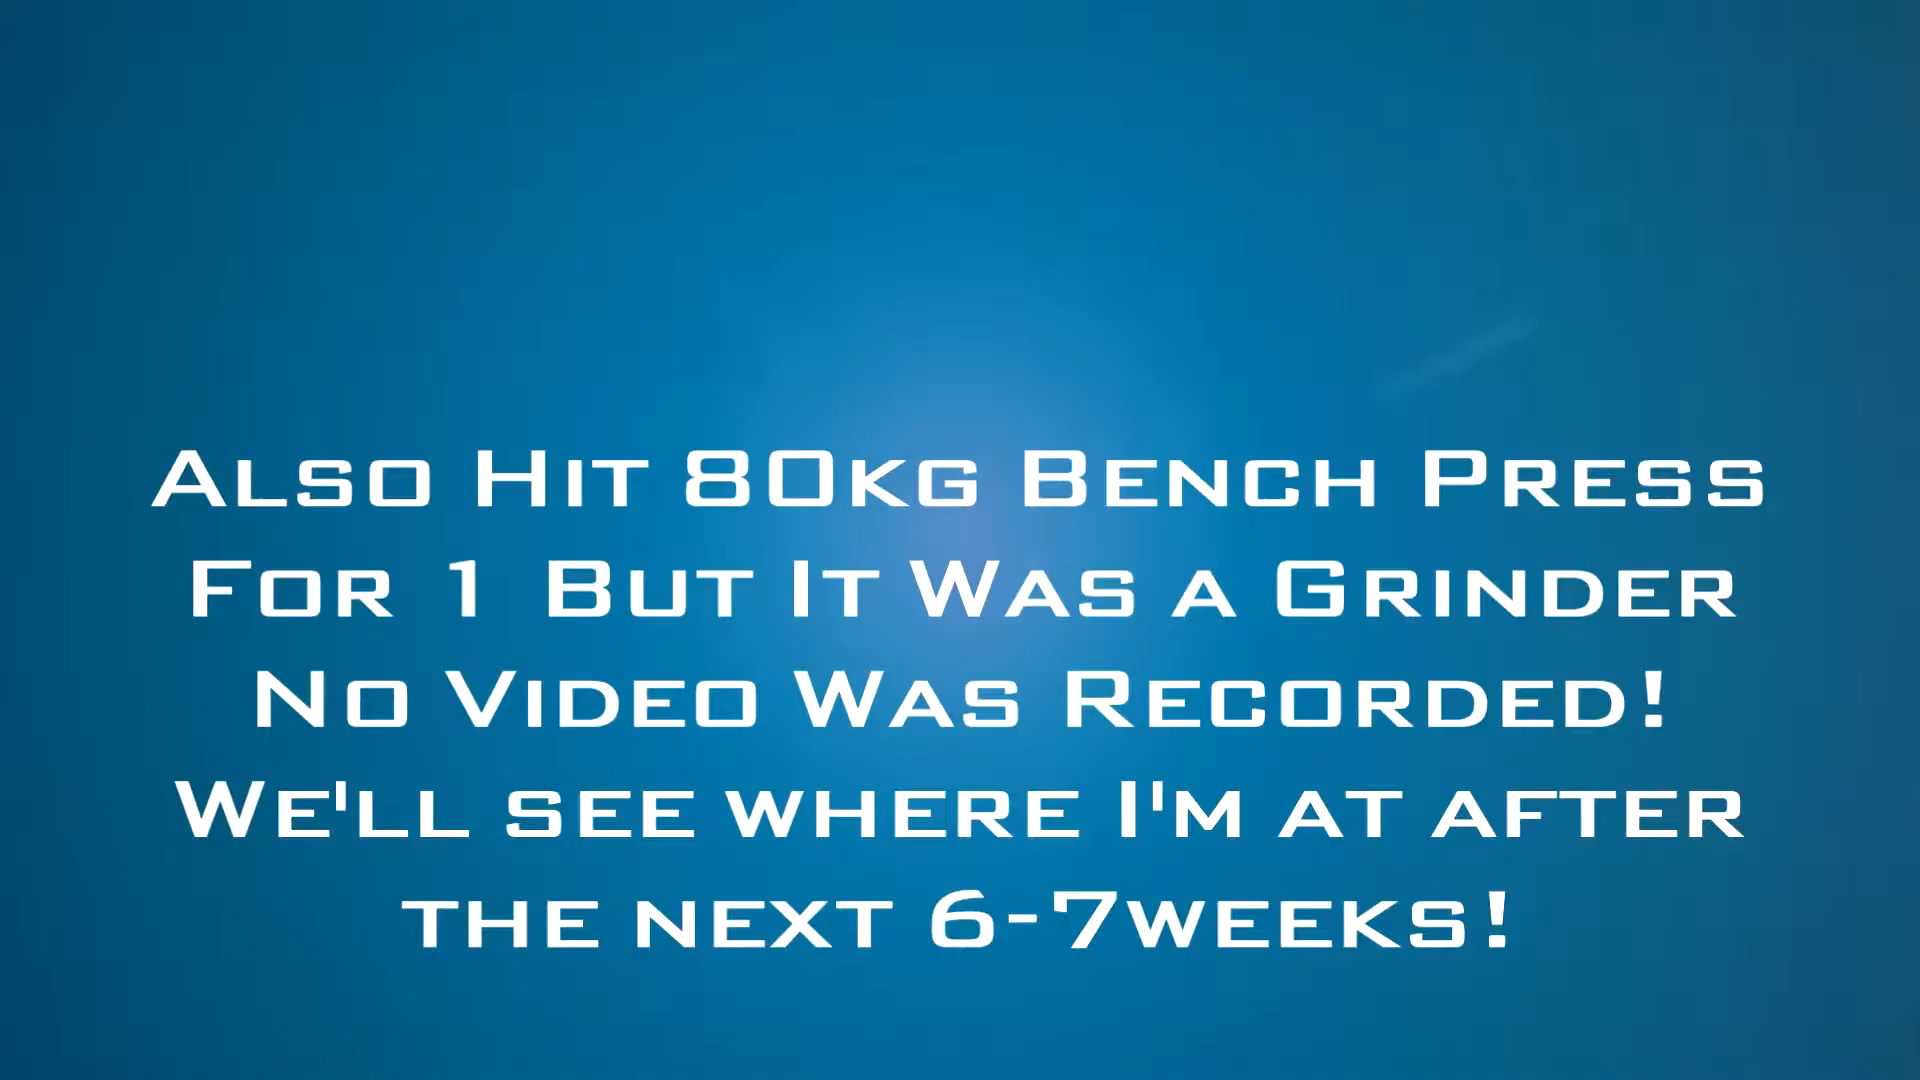 Also Hit 80kg Bench Press
For 1 But It Was a Grinder
No Video Was Recorded!
We'll see where I'm at after
the next 6-7weeks!